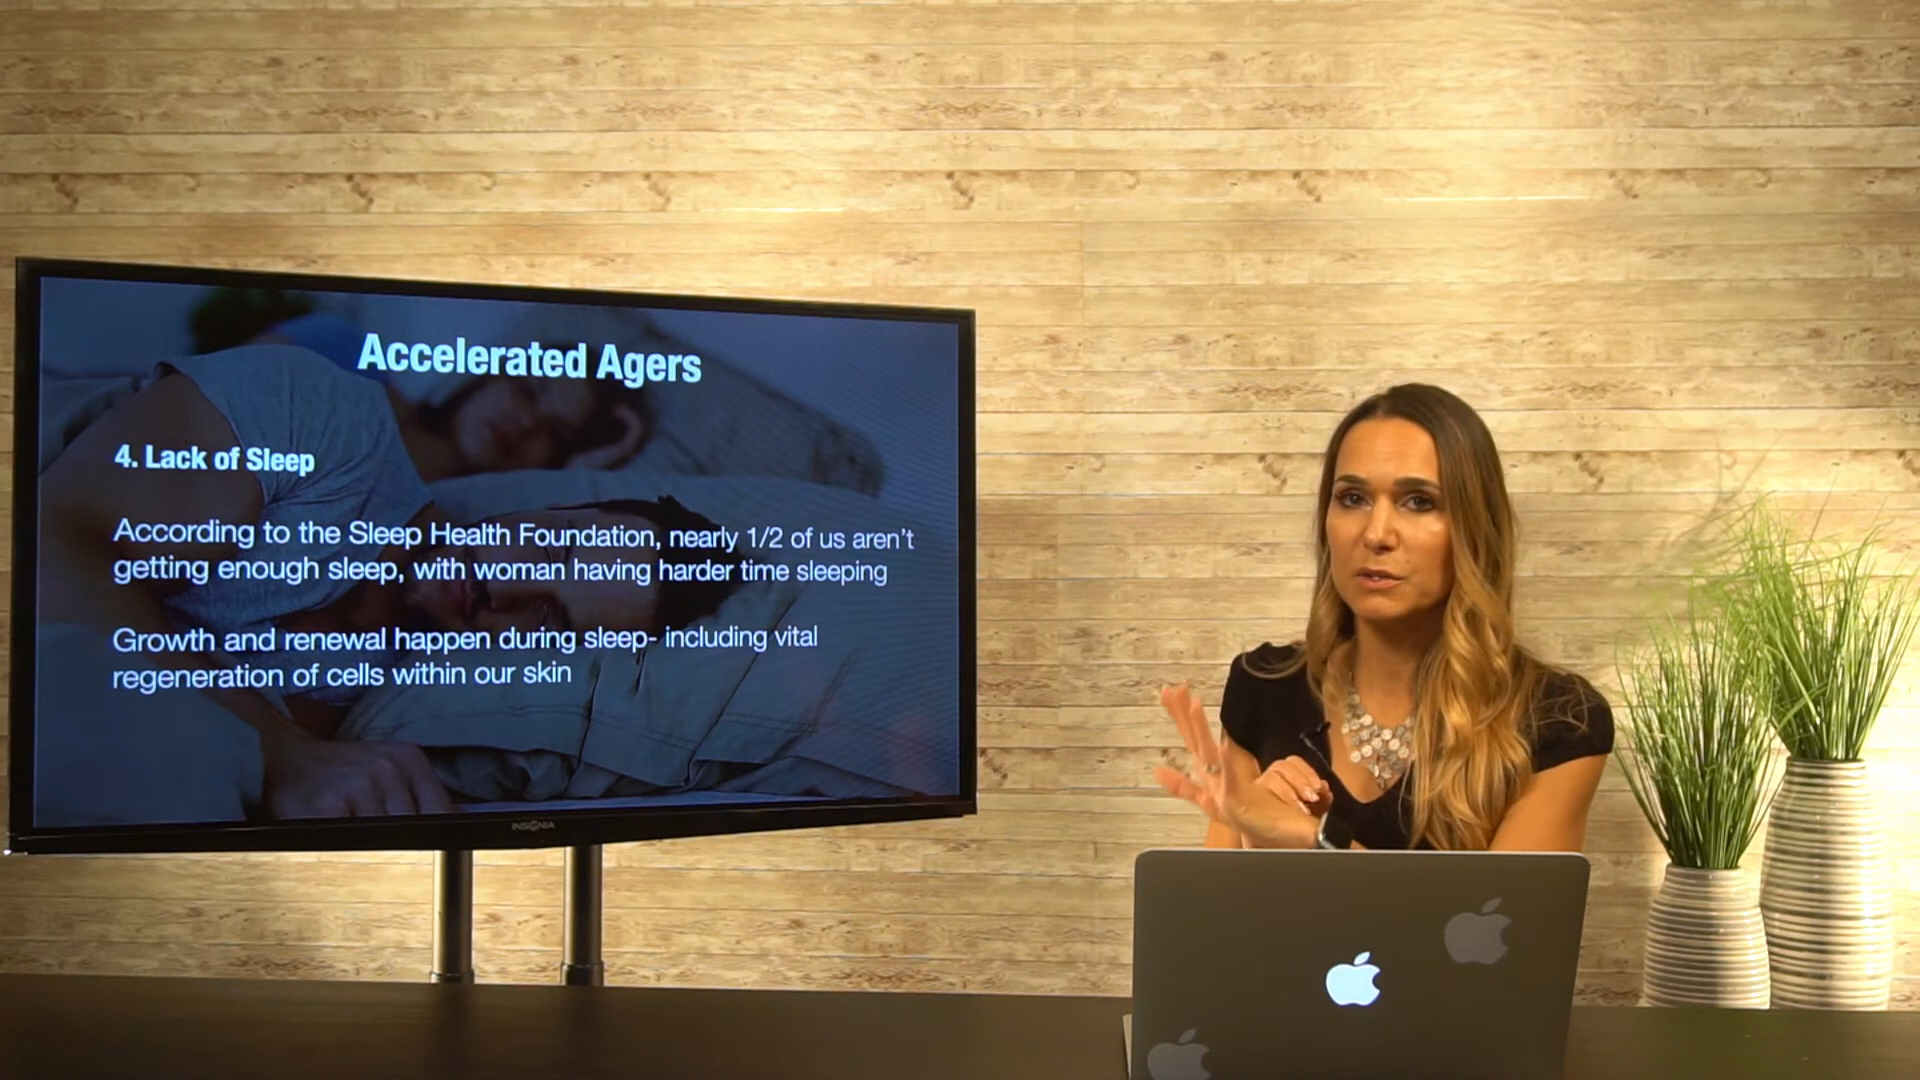 Accelerated Agers
4. Lack of Sleep
According to the Sleep Health Foundation, nearly 1/2 of us aren't
getting enough sleep, with woman having harder time sleeping
Growth and renewal happen during sleep- including vital
regeneration of cells within our skin
INSIGNIA